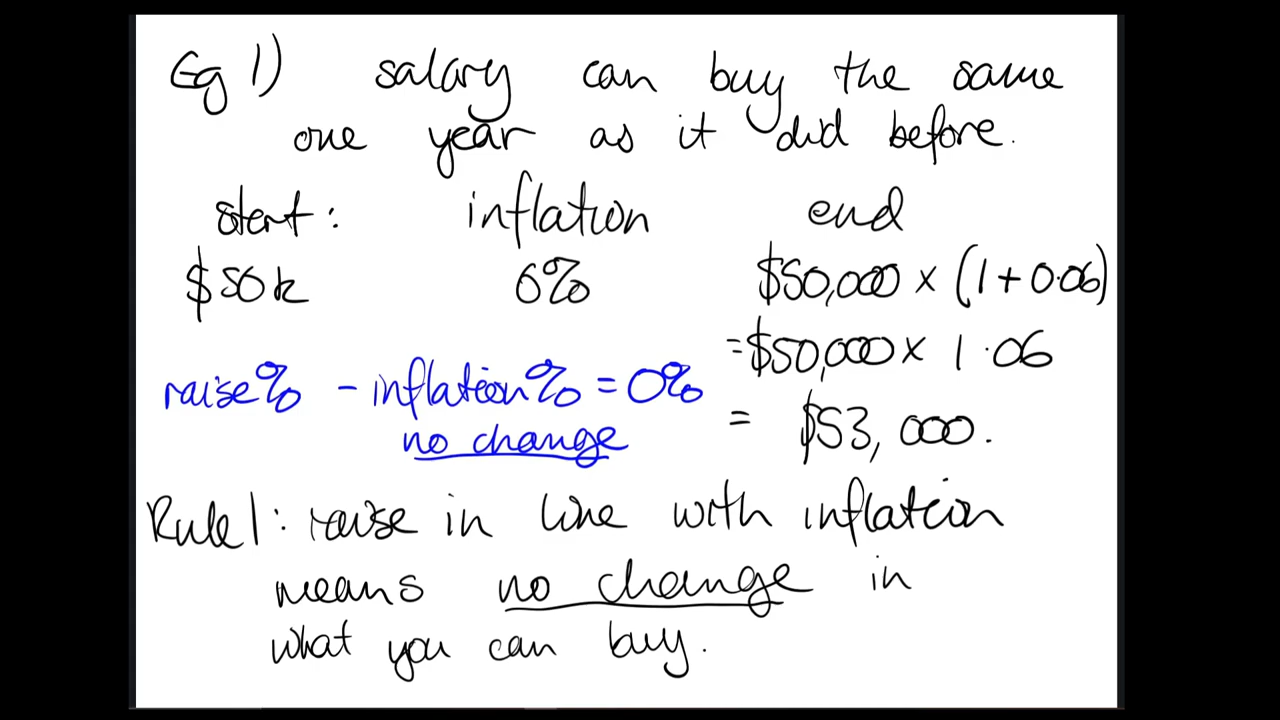 Eg 1) salary can buy the same
one year as it did before.
start: inflation end
$50k 6% $50,000 × (1+0.06)
= $50,000 × 1.06
raise% - inflation% = 0%
= $53,000.
no change
Rule 1: raise in line with inflation
means no change in
what you can buy.